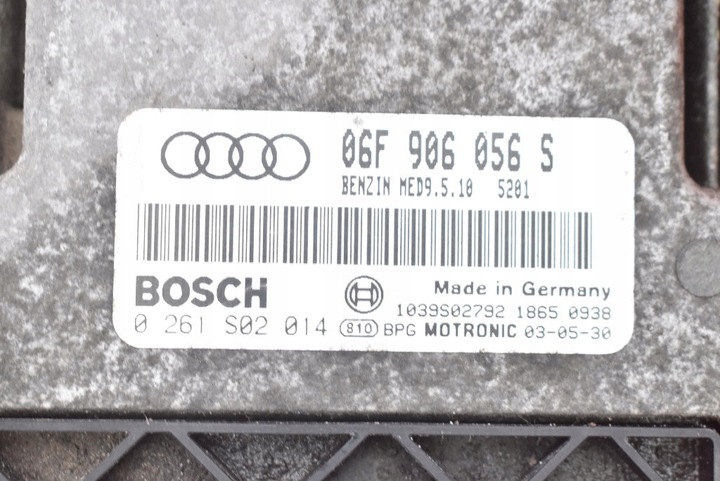 06F 906 056 S
BENZIN MED9.5.10 5201
BOSCH
Made in Germany
1039S02792 1865 0938
0 261 S02 014 810 BPG MOTRONIC 03-05-30